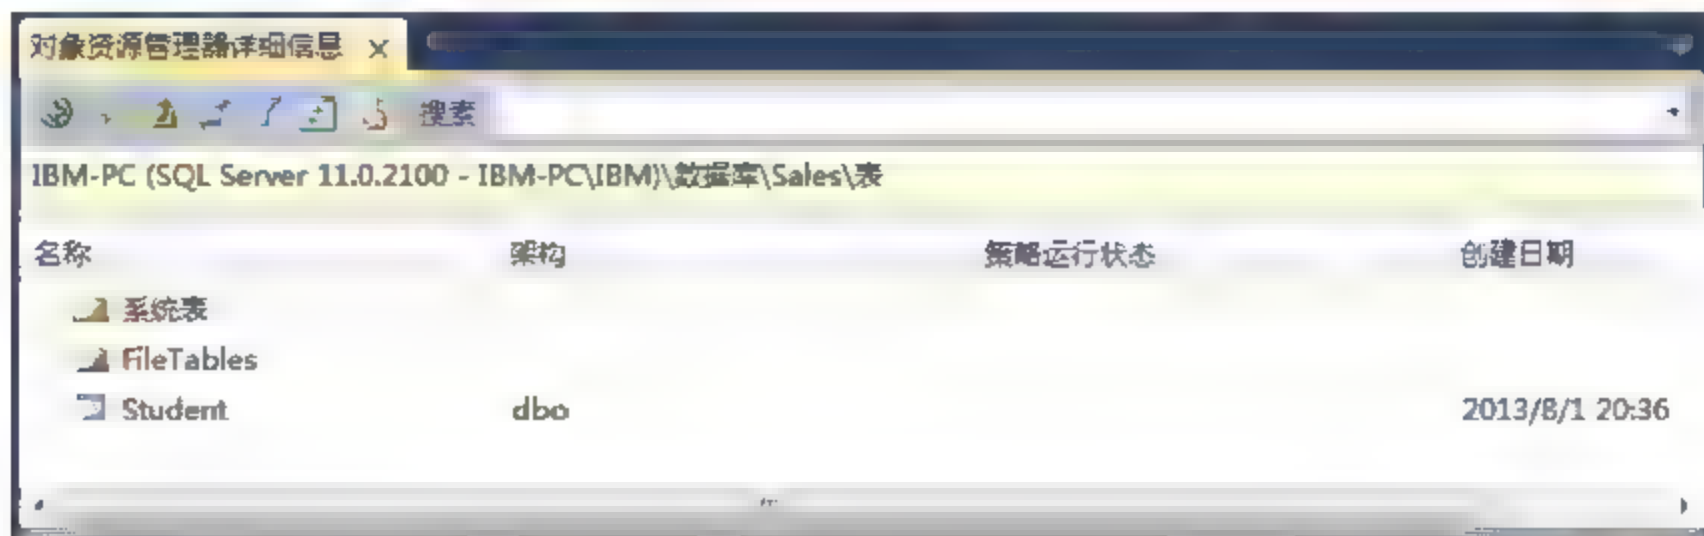 对象资源管理器详细信息 ×
搜索
IBM-PC (SQL Server 11.0.2100 - IBM-PC\IBM)\数据库\Sales\表
名称 架构 策略运行状态 创建日期
系统表
FileTables
Student dbo 2013/8/1 20:36